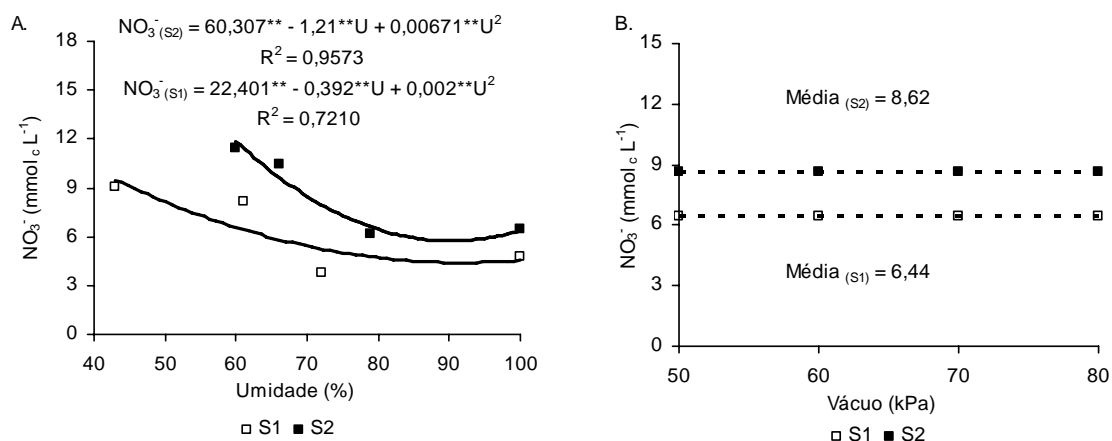 A.
NO₃⁻ (S2) = 60,307** - 1,21**U + 0,00671**U²
R² = 0,9573
NO₃⁻ (S1) = 22,401** - 0,392**U + 0,002**U²
R² = 0,7210
NO₃⁻ (mmol c L⁻¹)
18
15
12
9
6
3
0
40 50 60 70 80 90 100
Umidade (%)
□ S1 ■ S2
B.
NO₃⁻ (mmol c L⁻¹)
15
12
9
6
3
0
Média (S2) = 8,62
Média (S1) = 6,44
50 60 70 80
Vácuo (kPa)
□ S1 ■ S2